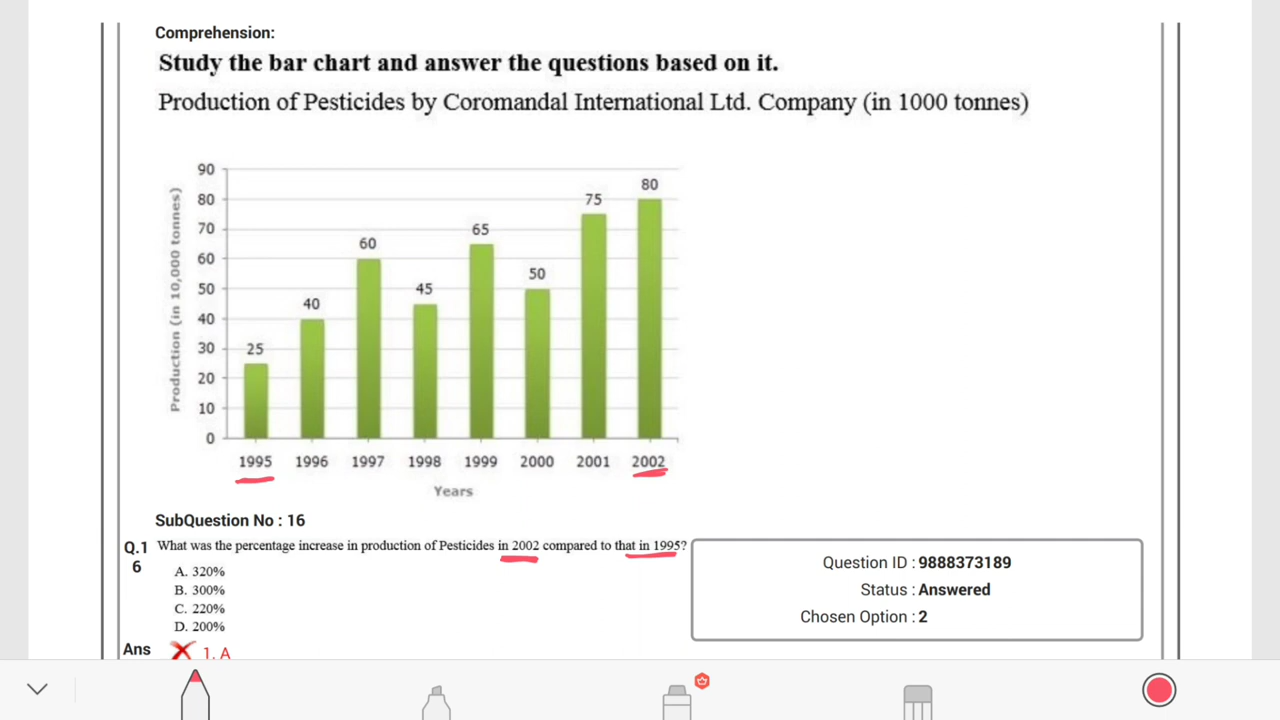 Comprehension:
Study the bar chart and answer the questions based on it.
Production of Pesticides by Coromandal International Ltd. Company (in 1000 tonnes)
Production (in 10,000 tonnes)
90
80
70
60
50
40
30
20
10
0
25
40
60
45
65
50
75
80
1995 1996 1997 1998 1999 2000 2001 2002
Years
SubQuestion No : 16
Q.1 What was the percentage increase in production of Pesticides in 2002 compared to that in 1995?
6
A. 320%
B. 300%
C. 220%
D. 200%
Question ID : 9888373189
Status : Answered
Chosen Option : 2
Ans 1. A